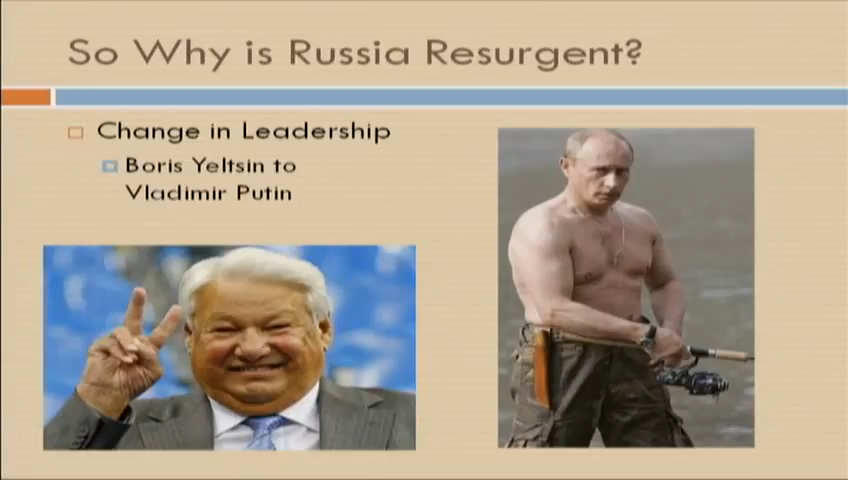 So Why is Russia Resurgent?
Change in Leadership
Boris Yeltsin to
Vladimir Putin